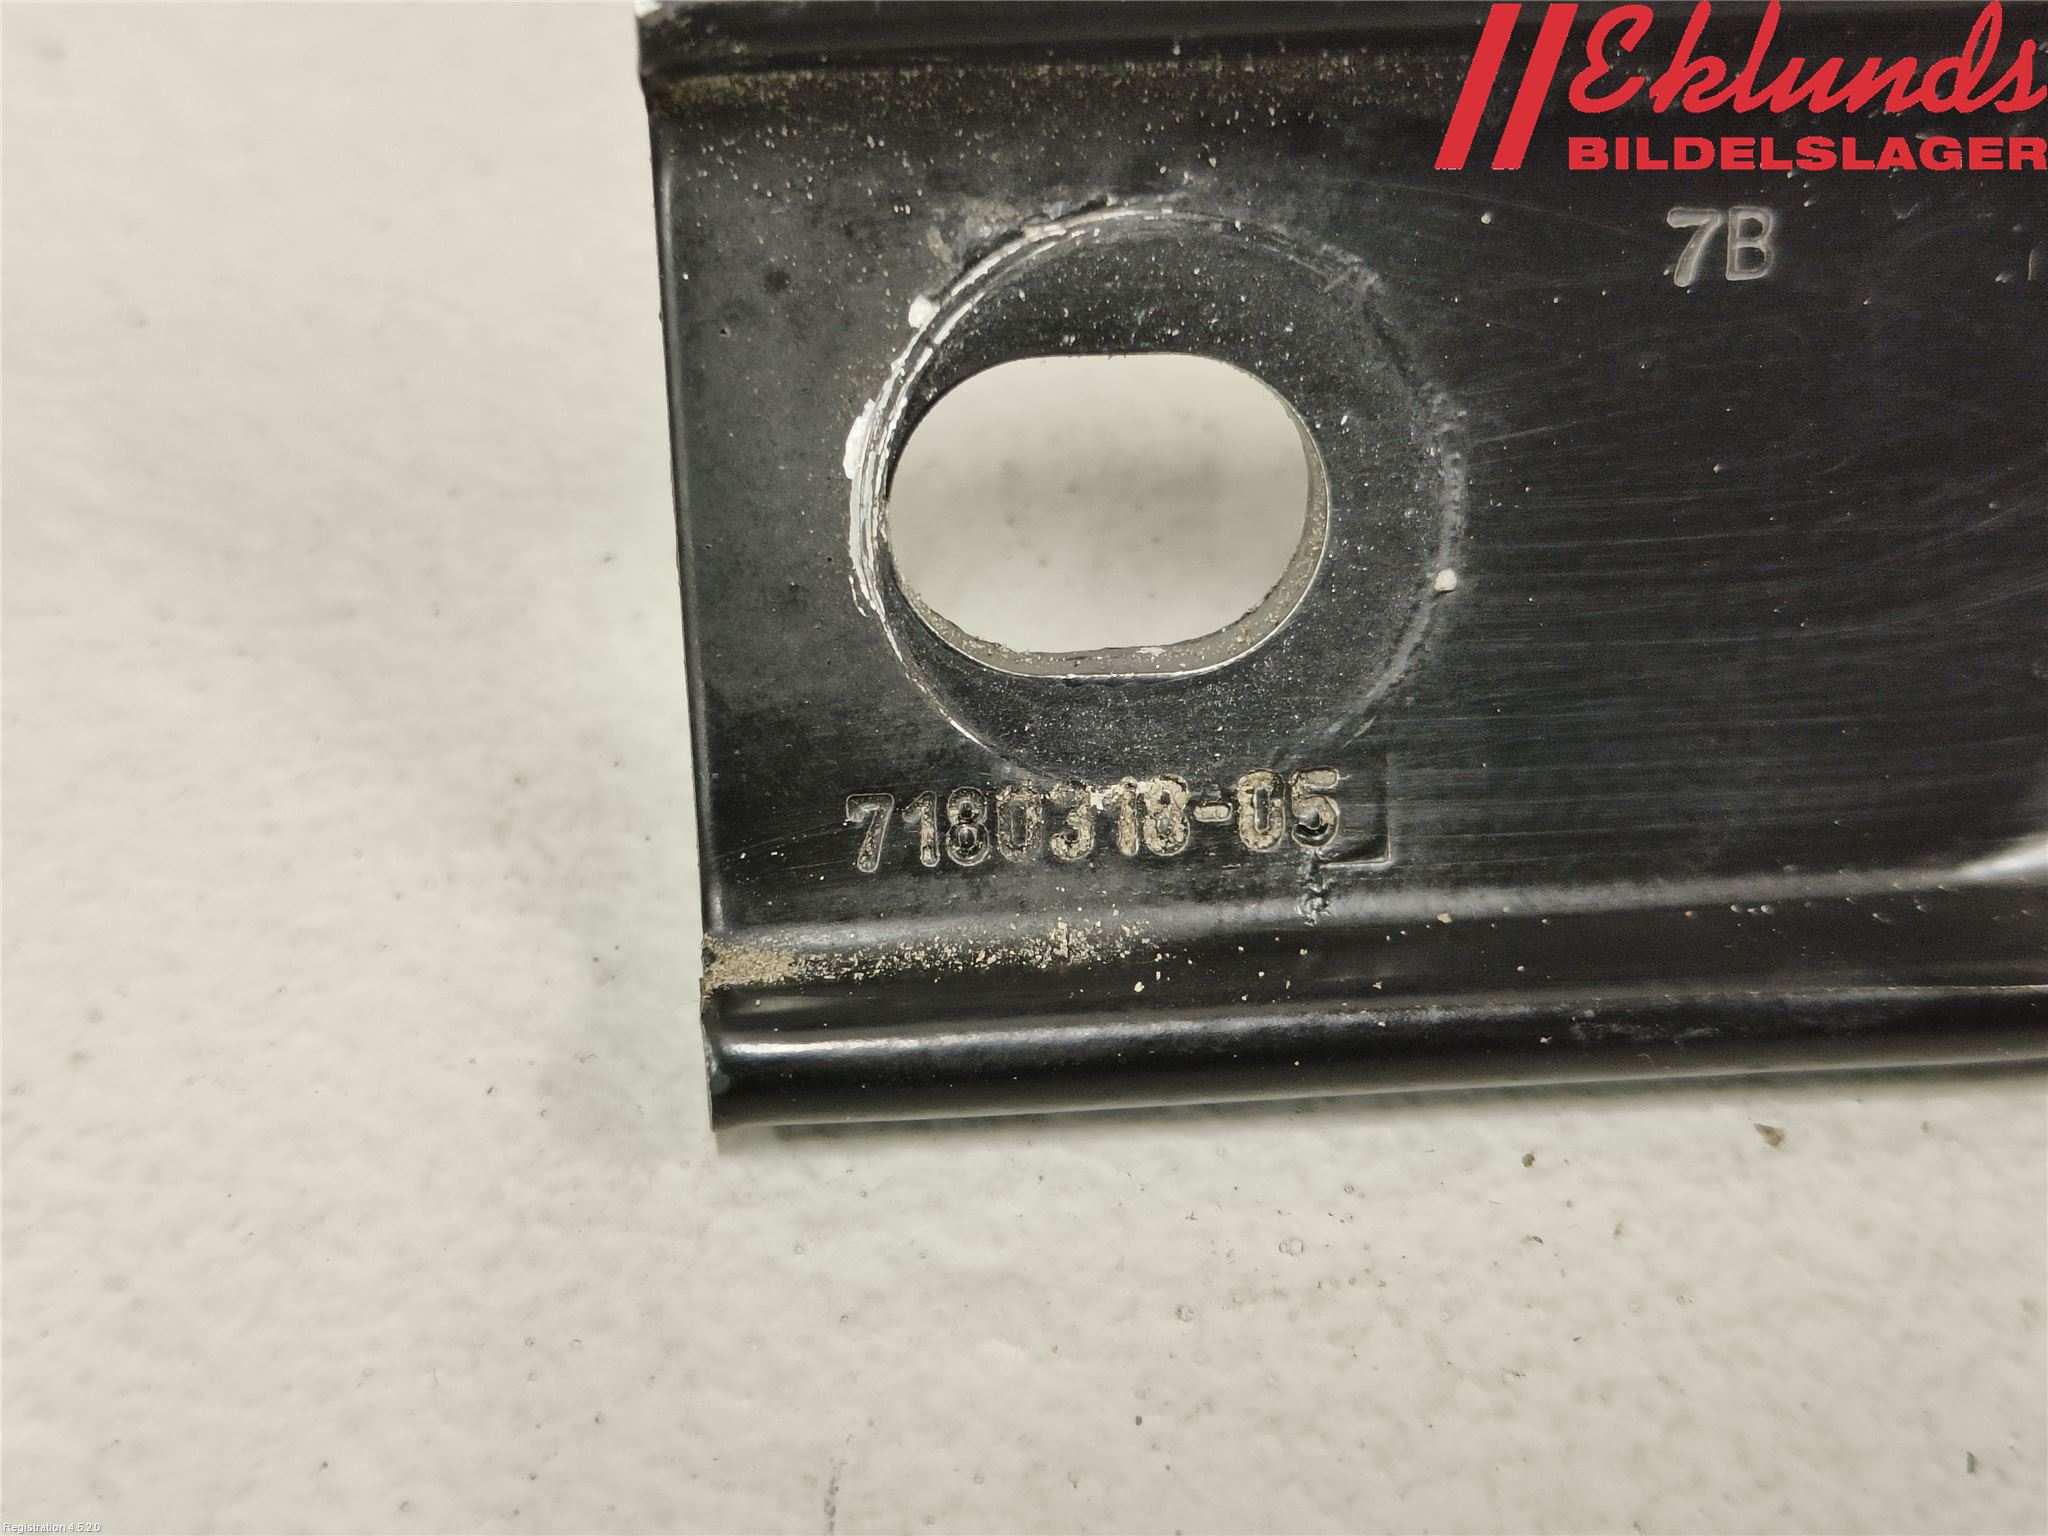 Eklunds
BILDELSLAGER
7B
7180318-05
Registration 4.5.2.0